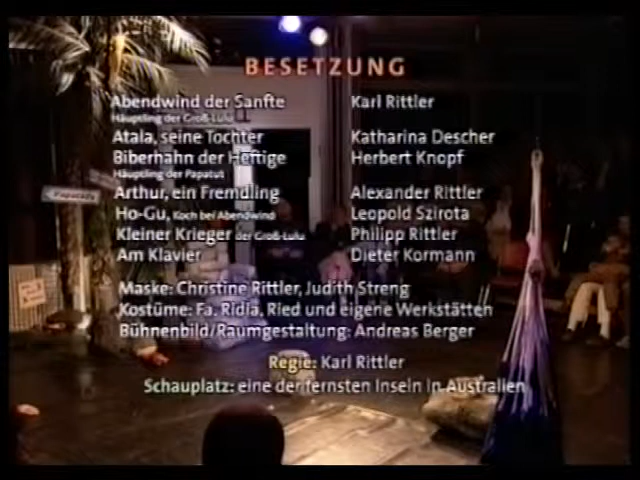 BESETZUNG
Abendwind der Sanfte Karl Rittler
Häuptling der Groß-Lulu
Atala, seine Tochter Katharina Descher
Biberhahn der Heftige Herbert Knopf
Häuptling der Papatut
Arthur, ein Fremdling Alexander Rittler
Ho-Gu, Koch bei Abendwind Leopold Szirota
Kleiner Krieger der Groß-Lulu Philipp Rittler
Am Klavier Dieter Kormann
Maske: Christine Rittler, Judith Streng
Kostüme: Fa. Ridia, Ried und eigene Werkstätten
Bühnenbild/Raumgestaltung: Andreas Berger
Regie: Karl Rittler
Schauplatz: eine der fernsten Inseln in Australien